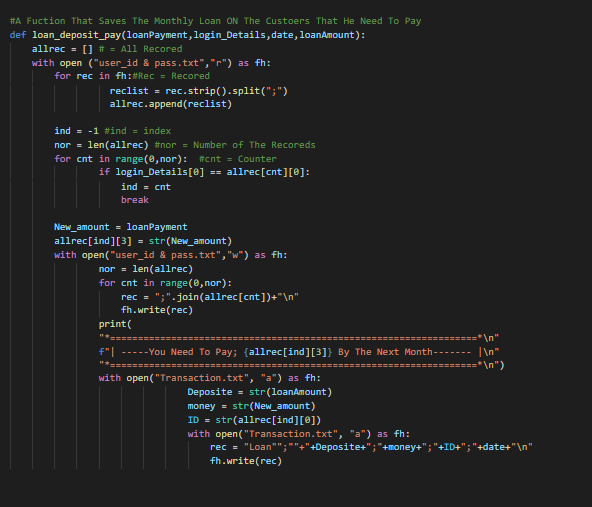 #A Fuction That Saves The Monthly Loan ON The Custoers That He Need To Pay
def loan_deposit_pay(loanPayment,login_Details,date,loanAmount):
    allrec = [] # = All Recored
    with open ("user_id & pass.txt","r") as fh:
        for rec in fh:#Rec = Recored
                  reclist = rec.strip().split(";")
                  allrec.append(reclist)
        ind = -1 #ind = index
        nor = len(allrec) #nor = Number of The Recoreds
        for cnt in range(0,nor):  #cnt = Counter
                if login_Details[0] == allrec[cnt][0]:
                    ind = cnt
                    break
        New_amount = loanPayment
        allrec[ind][3] = str(New_amount)
        with open("user_id & pass.txt","w") as fh:
                nor = len(allrec)
                for cnt in range(0,nor):
                    rec = ";".join(allrec[cnt])+"\n"
                    fh.write(rec)
                print(
                "*==================================================================*\n"
                f"| -----You Need To Pay; {allrec[ind][3]} By The Next Month------- |\n"
                "*==================================================================*\n")
                with open("Transaction.txt", "a") as fh:
                                Deposite = str(loanAmount)
                                money = str(New_amount)
                                ID = str(allrec[ind][0])
                                with open("Transaction.txt", "a") as fh:
                                    rec = "Loan"";""+"+Deposite+";"+money+";"+ID+";"+date+"\n"
                                    fh.write(rec)